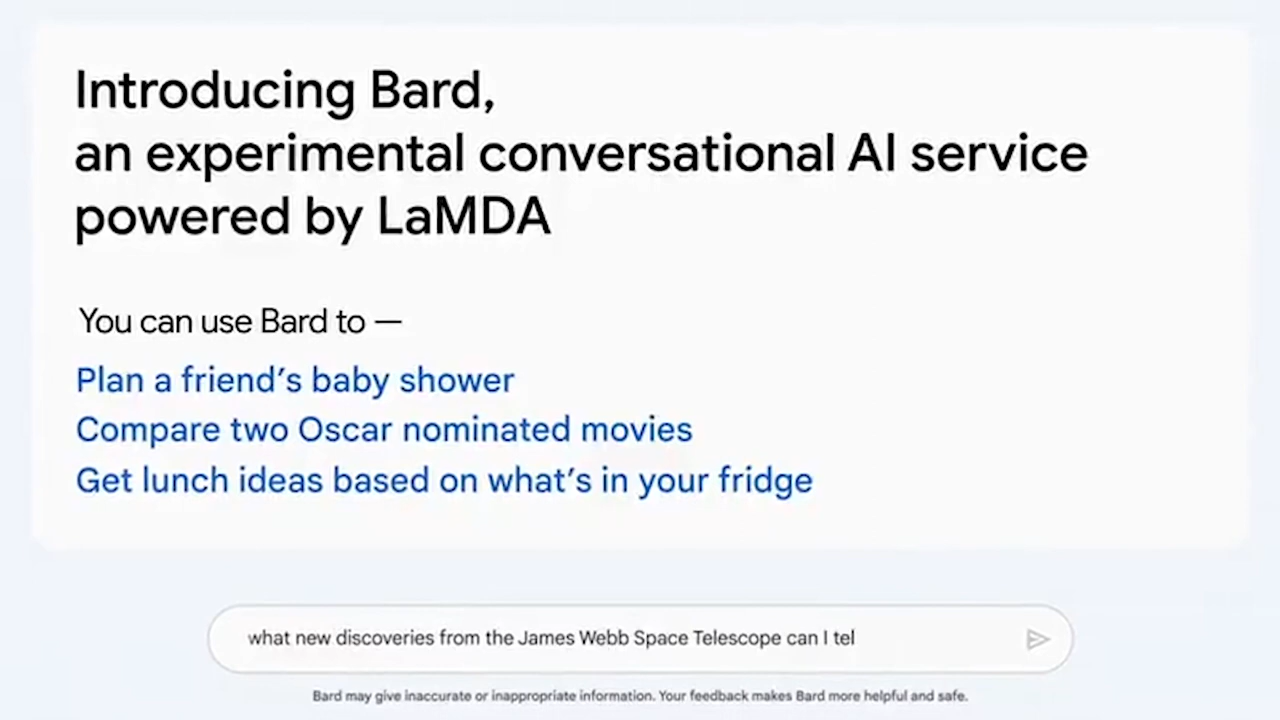 Introducing Bard,
an experimental conversational AI service
powered by LaMDA
You can use Bard to —
Plan a friend’s baby shower
Compare two Oscar nominated movies
Get lunch ideas based on what’s in your fridge
what new discoveries from the James Webb Space Telescope can I tel
Bard may give inaccurate or inappropriate information. Your feedback makes Bard more helpful and safe.